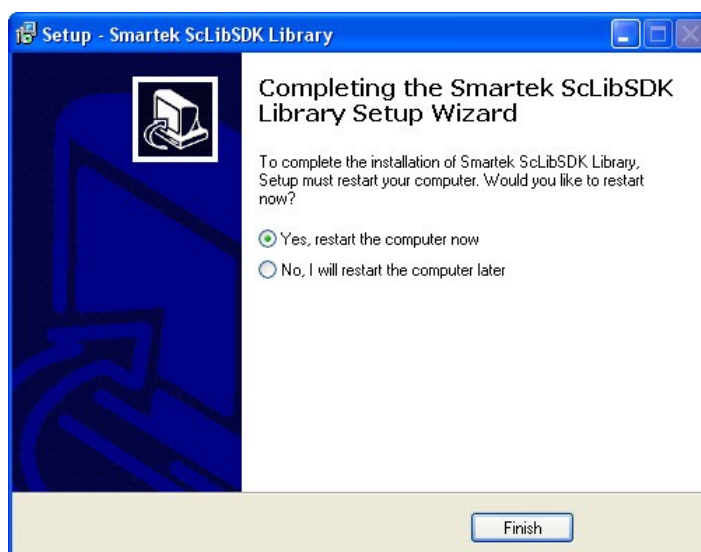 Setup - Smartek ScLibSDK Library
Completing the Smartek ScLibSDK
Library Setup Wizard
To complete the installation of Smartek ScLibSDK Library,
Setup must restart your computer. Would you like to restart
now?
Yes, restart the computer now
No, I will restart the computer later
Finish